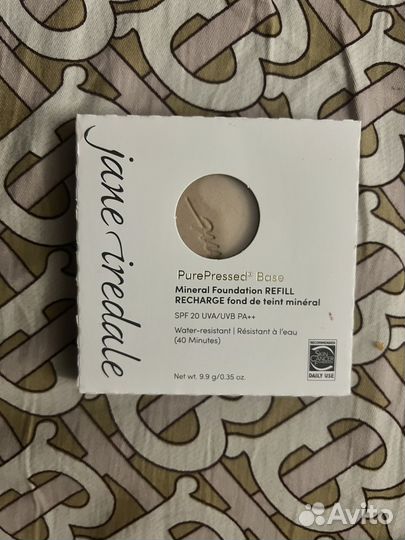 jane iredale
PurePressed® Base
Mineral Foundation REFILL
RECHARGE fond de teint minéral
SPF 20 UVA/UVB PA++
Water-resistant | Résistant à l'eau
(40 Minutes)
Net wt. 9.9 g/0.35 oz.
RECOMMENDED
DAILY USE
Avito